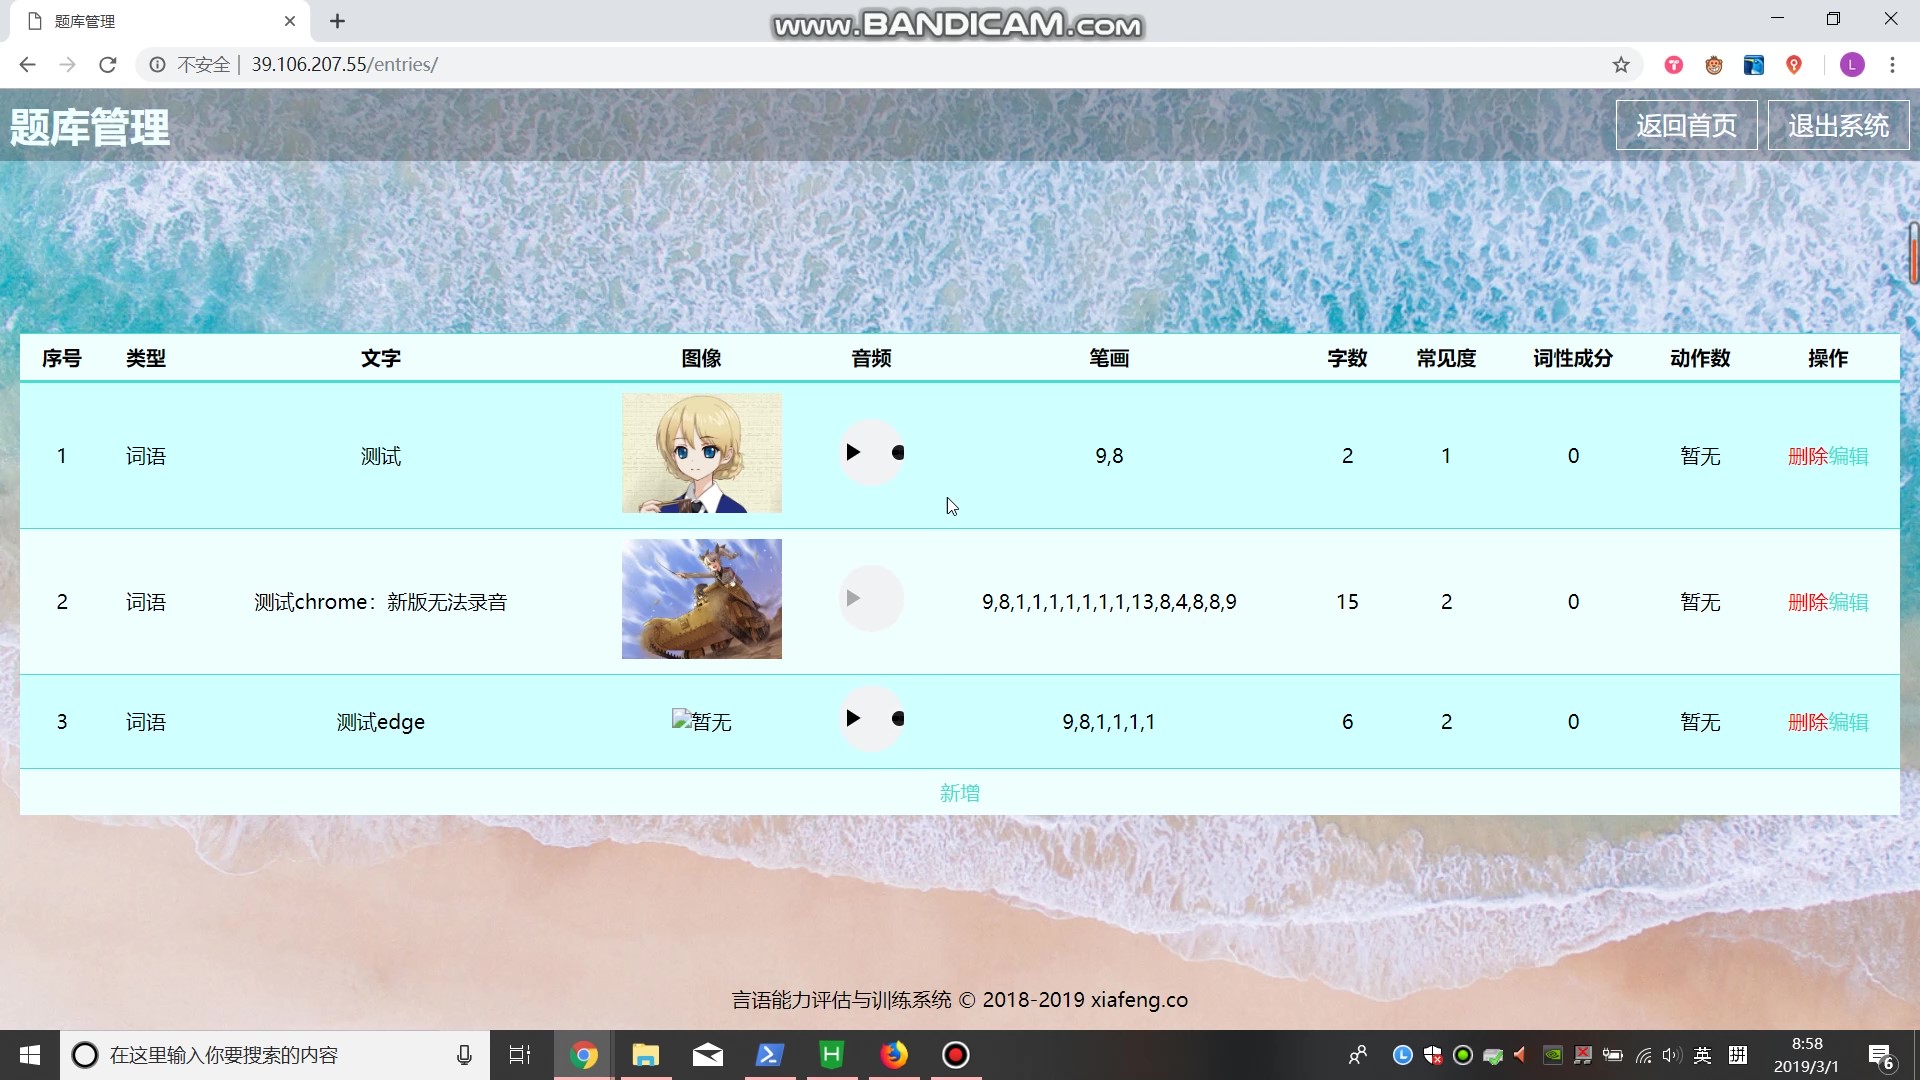 题库管理
www.BANDICAM.com
不安全 39.106.207.55/entries/
L
题库管理
返回首页 退出系统
序号 类型 文字 图像 音频 笔画 字数 常见度 词性成分 动作数 操作
1 词语 测试 9,8 2 1 0 暂无 删除编辑
2 词语 测试chrome：新版无法录音 9,8,1,1,1,1,1,1,1,13,8,4,8,8,9 15 2 0 暂无 删除编辑
3 词语 测试edge 暂无 9,8,1,1,1,1 6 2 0 暂无 删除编辑
新增
言语能力评估与训练系统 © 2018-2019 xiafeng.co
在这里输入你要搜索的内容
H
L
英
拼
8:58
2019/3/1
6